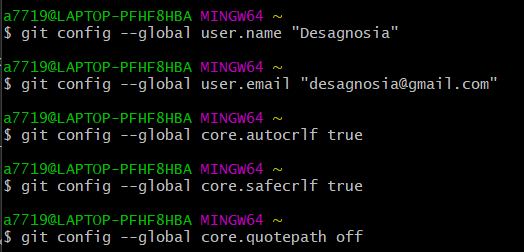 a7719@LAPTOP-PFHF8HBA MINGW64 ~
$ git config --global user.name "Desagnosia"
a7719@LAPTOP-PFHF8HBA MINGW64 ~
$ git config --global user.email "desagnosia@gmail.com"
a7719@LAPTOP-PFHF8HBA MINGW64 ~
$ git config --global core.autocrlf true
a7719@LAPTOP-PFHF8HBA MINGW64 ~
$ git config --global core.safecrlf true
a7719@LAPTOP-PFHF8HBA MINGW64 ~
$ git config --global core.quotepath off